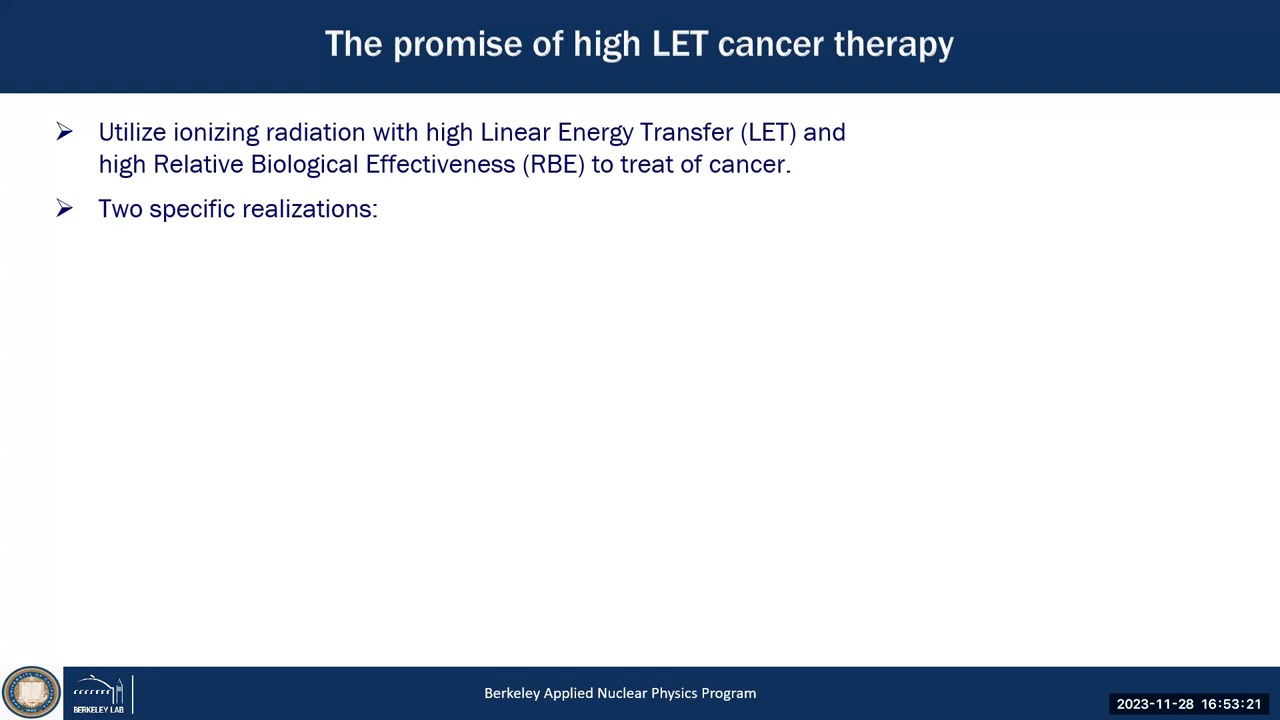 The promise of high LET cancer therapy
Utilize ionizing radiation with high Linear Energy Transfer (LET) and
high Relative Biological Effectiveness (RBE) to treat of cancer.
Two specific realizations:
BERKELEY LAB
Berkeley Applied Nuclear Physics Program
2023-11-28 16:53:21